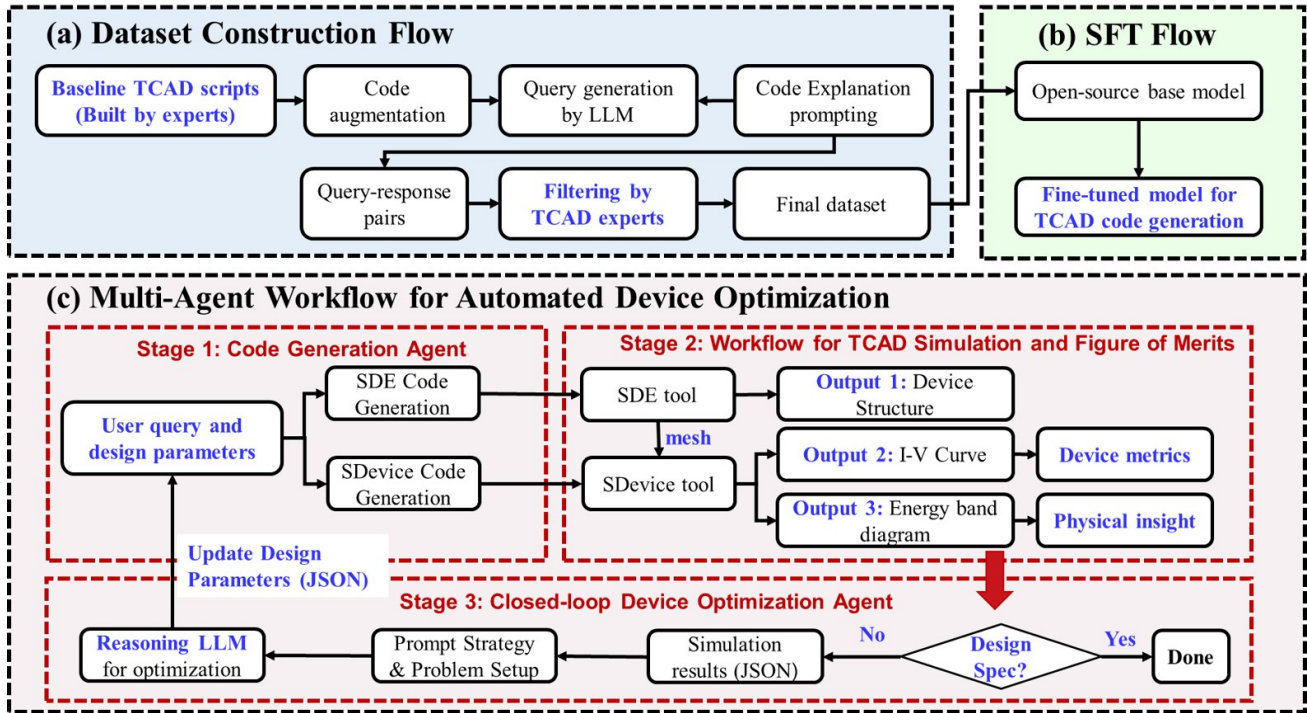 (a) Dataset Construction Flow
Baseline TCAD scripts
(Built by experts)
Code
augmentation
Query generation
by LLM
Code Explanation
prompting
Query-response
pairs
Filtering by
TCAD experts
Final dataset
(b) SFT Flow
Open-source base model
Fine-tuned model for
TCAD code generation
(c) Multi-Agent Workflow for Automated Device Optimization
Stage 1: Code Generation Agent
User query and
design parameters
SDE Code
Generation
SDevice Code
Generation
Stage 2: Workflow for TCAD Simulation and Figure of Merits
SDE tool
mesh
SDevice tool
Output 1: Device
Structure
Output 2: I-V Curve
Device metrics
Output 3: Energy band
diagram
Physical insight
Update Design
Parameters (JSON)
Stage 3: Closed-loop Device Optimization Agent
Reasoning LLM
for optimization
Prompt Strategy
& Problem Setup
Simulation
results (JSON)
No
Design
Spec?
Yes
Done